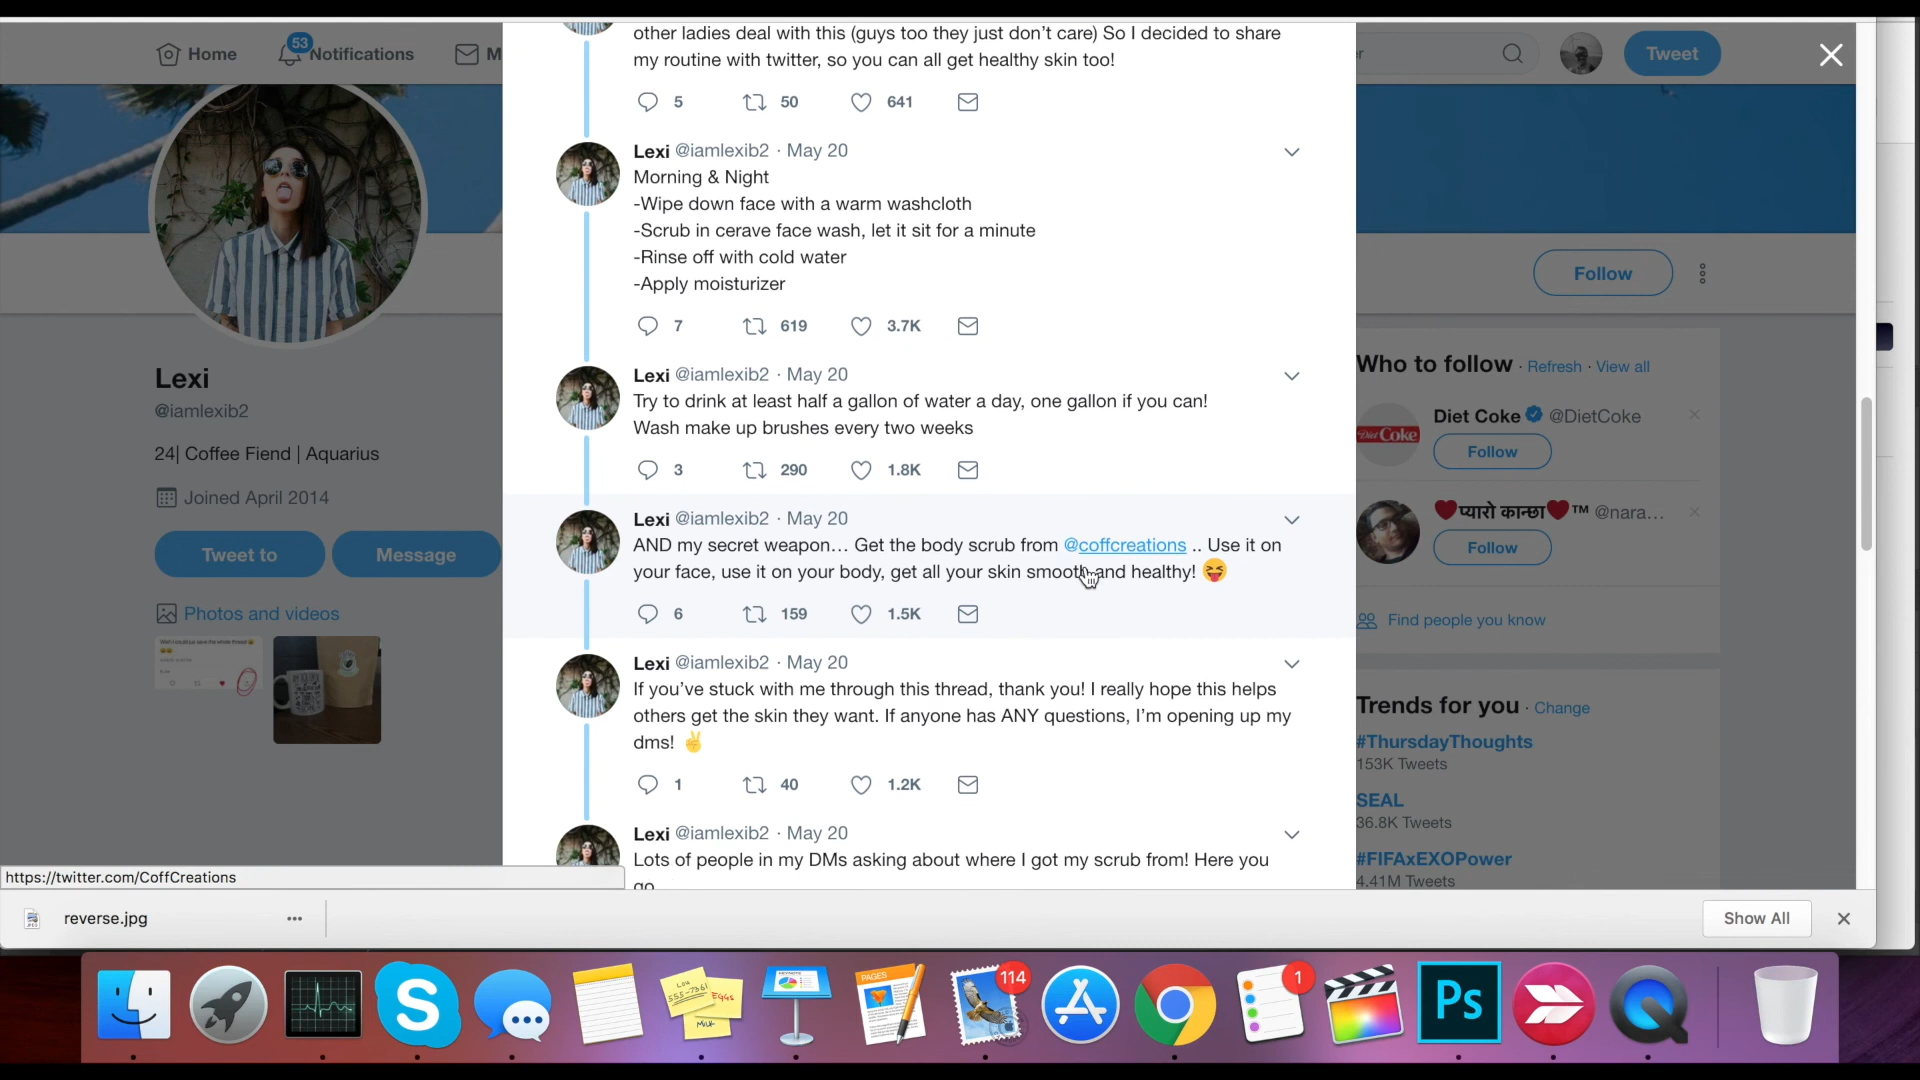 Home
53
Notifications
M
er
Tweet
other ladies deal with this (guys too they just don't care) So I decided to share
my routine with twitter, so you can all get healthy skin too!
5 50 641
Lexi @iamlexib2 · May 20
Morning & Night
-Wipe down face with a warm washcloth
-Scrub in cerave face wash, let it sit for a minute
-Rinse off with cold water
-Apply moisturizer
7 619 3.7K
Lexi @iamlexib2 · May 20
Try to drink at least half a gallon of water a day, one gallon if you can!
Wash make up brushes every two weeks
3 290 1.8K
Lexi @iamlexib2 · May 20
AND my secret weapon… Get the body scrub from @coffcreations .. Use it on
your face, use it on your body, get all your skin smooth and healthy! 😝
6 159 1.5K
Lexi @iamlexib2 · May 20
If you've stuck with me through this thread, thank you! I really hope this helps
others get the skin they want. If anyone has ANY questions, I'm opening up my
dms! ✌
1 40 1.2K
Lexi @iamlexib2 · May 20
Lots of people in my DMs asking about where I got my scrub from! Here you
go
Lexi
@iamlexib2
24| Coffee Fiend | Aquarius
Joined April 2014
Tweet to
Message
Photos and videos
Follow
Who to follow · Refresh · View all
Diet Coke @DietCoke
Diet Coke
Follow
❤प्यारो कान्छा❤™ @nara…
Follow
Find people you know
Trends for you · Change
#ThursdayThoughts
153K Tweets
SEAL
36.8K Tweets
#FIFAxEXOPower
4.41M Tweets
https://twitter.com/CoffCreations
reverse.jpg
Show All
S
KEYNOTE
PAGES
EGGS
MILK
114
1
Ps